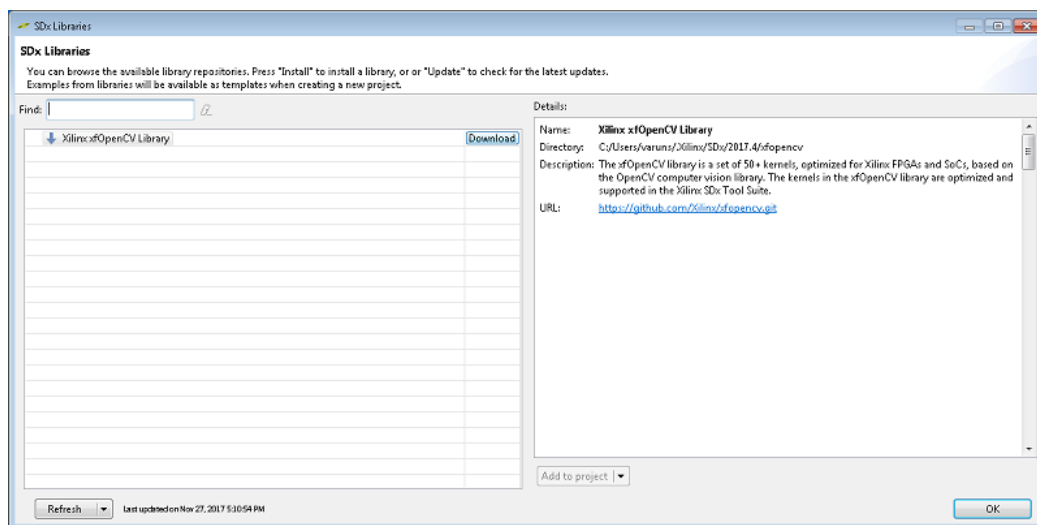 SDx Libraries
SDx Libraries
You can browse the available library repositories. Press "Install" to install a library, or or "Update" to check for the latest updates.
Examples from libraries will be available as templates when creating a new project.
Find:
Xilinx xfOpenCV Library
Download
Details:
Name: Xilinx xfOpenCV Library
Directory: C:/Users/varuns/.Xilinx/SDx/2017.4/xfopencv
Description: The xfOpenCV library is a set of 50+ kernels, optimized for Xilinx FPGAs and SoCs, based on
the OpenCV computer vision library. The kernels in the xfOpenCV library are optimized and
supported in the Xilinx SDx Tool Suite.
URL: https://github.com/Xilinx/xfopencv.git
Add to project
Refresh
Last updated on Nov 27, 2017 5:10:54 PM
OK